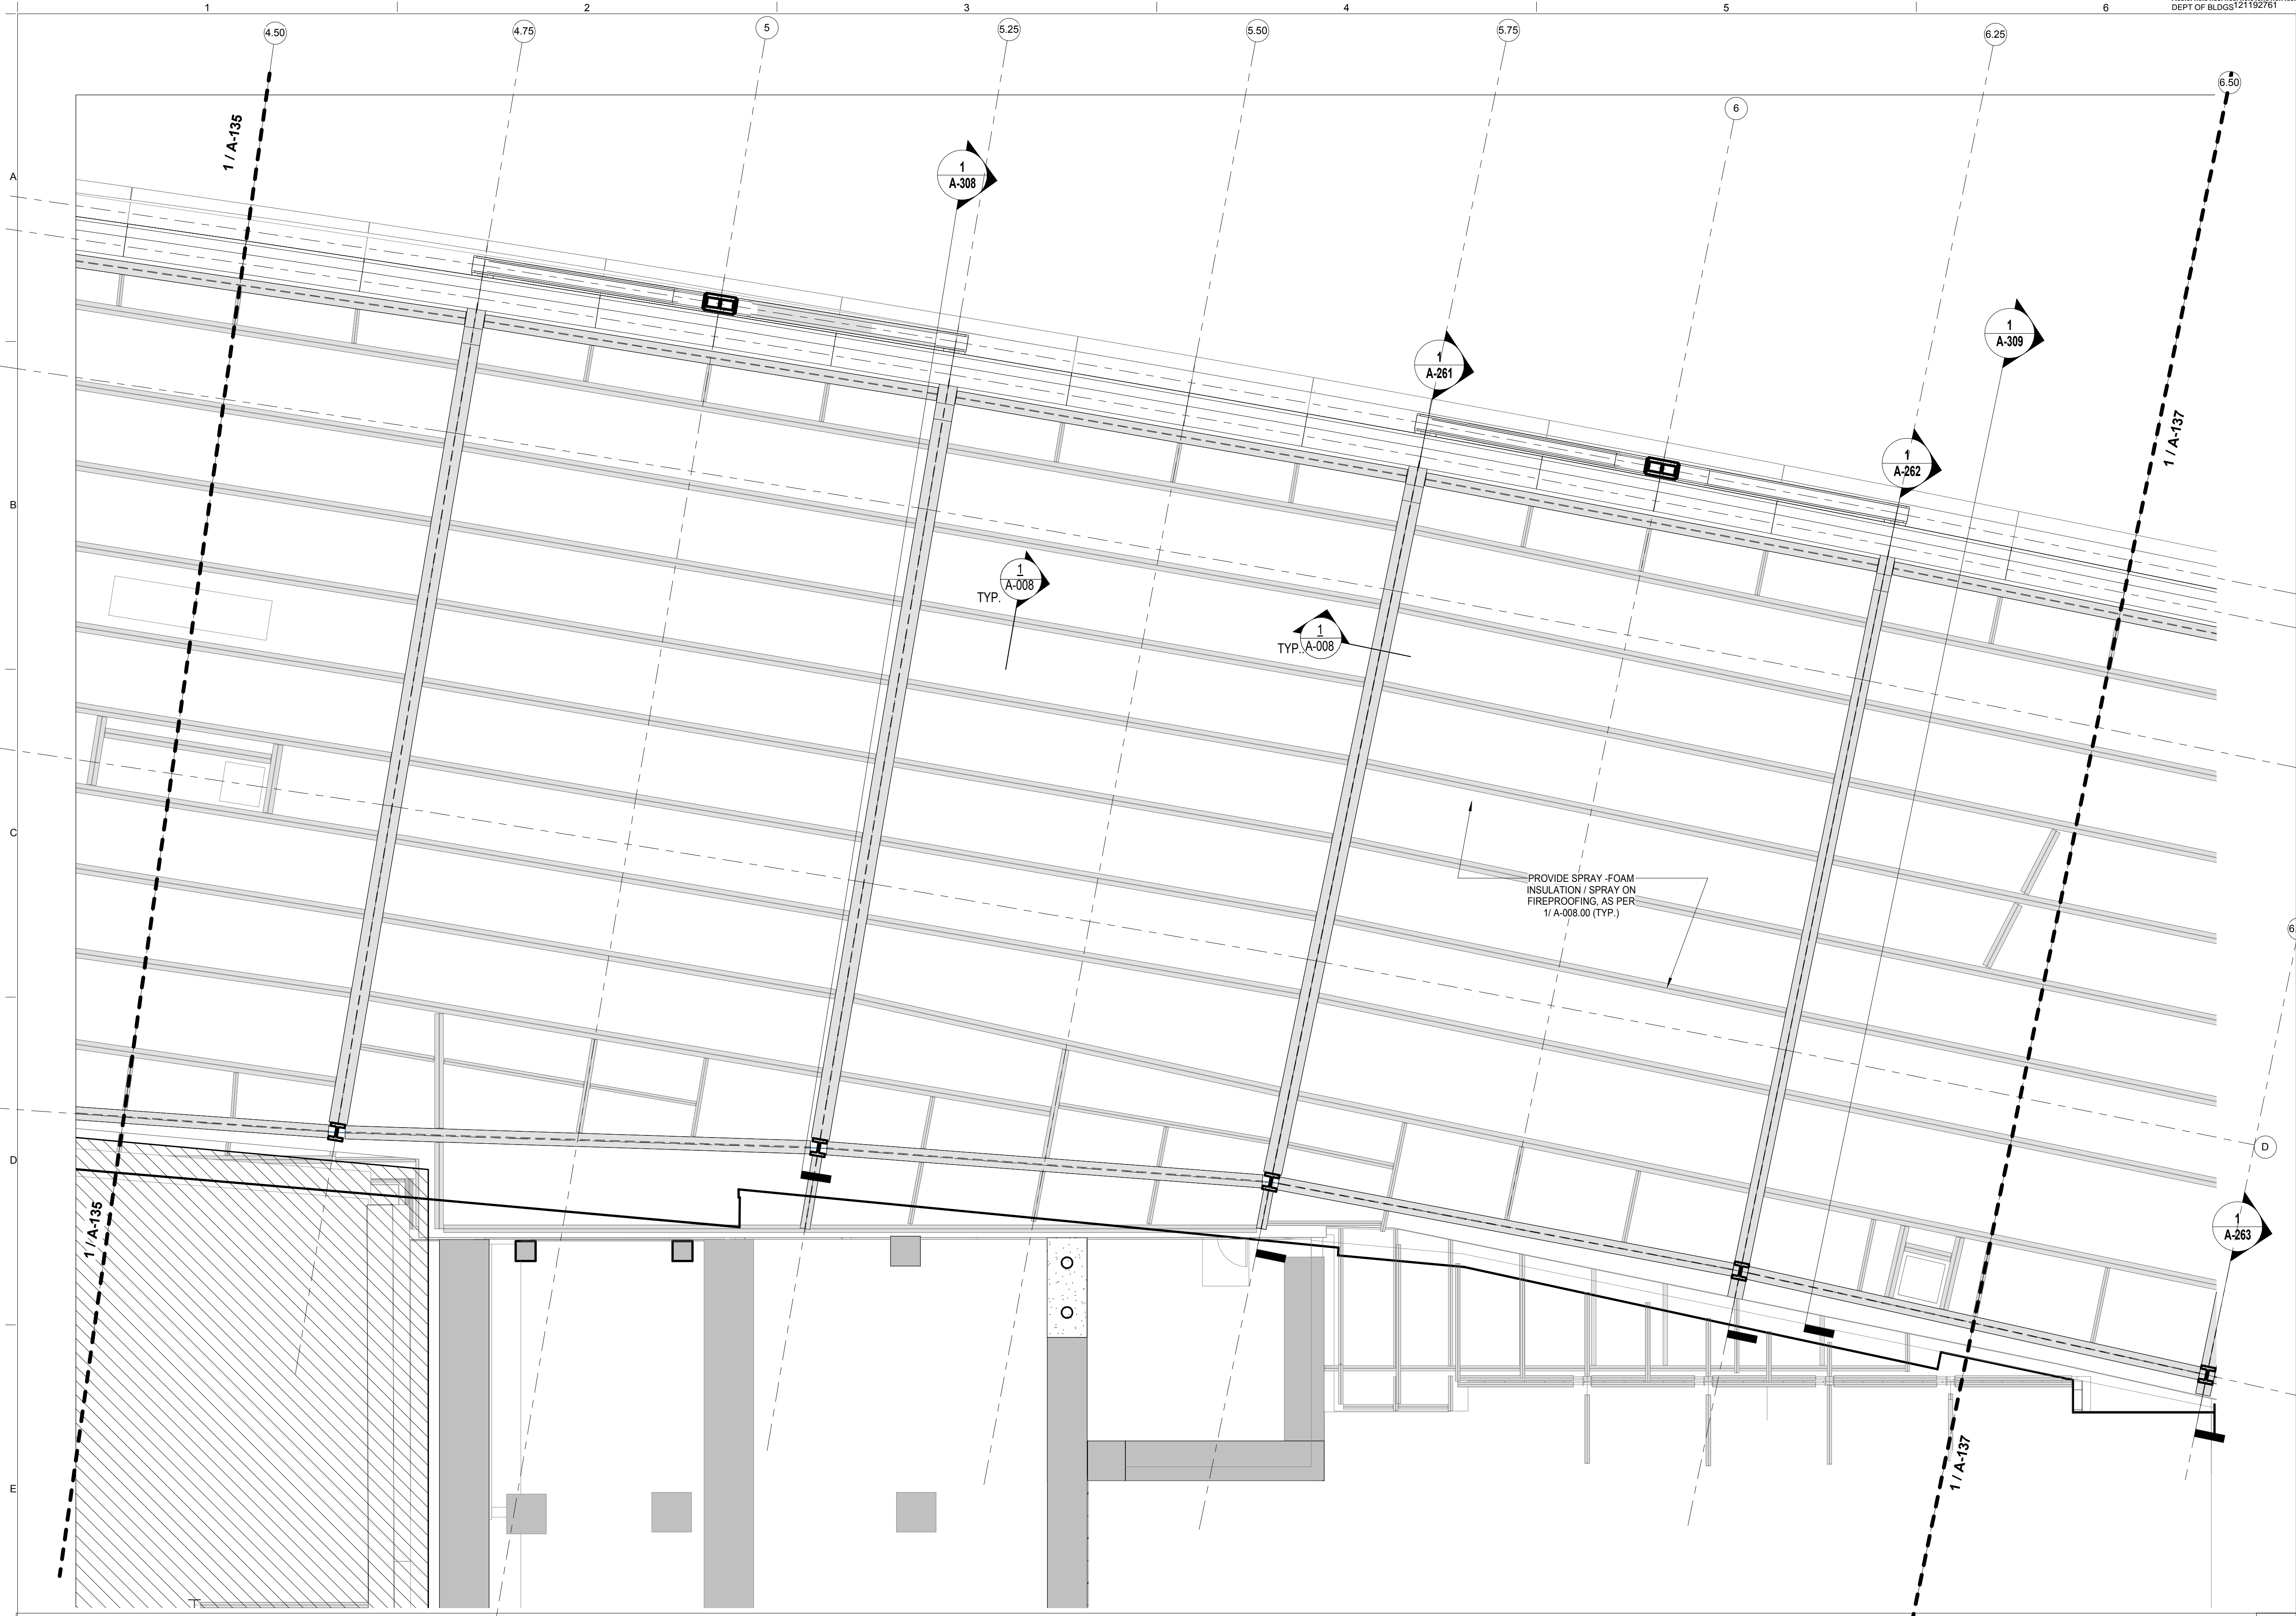 1 2 3 4 5 6
DEPT OF BLDGS121192761
4.50
4.75
5
5.25
5.50
5.75
6.25
6.50
6
1 / A-135
A
1
A-308
1
A-309
1
A-261
1 / A-137
1
A-262
B
1
A-008
TYP.
1
A-008
TYP.
C
PROVIDE SPRAY -FOAM
INSULATION / SPRAY ON
FIREPROOFING, AS PER
1/ A-008.00 (TYP.)
D
D
1
A-263
1 / A-135
1 / A-137
E